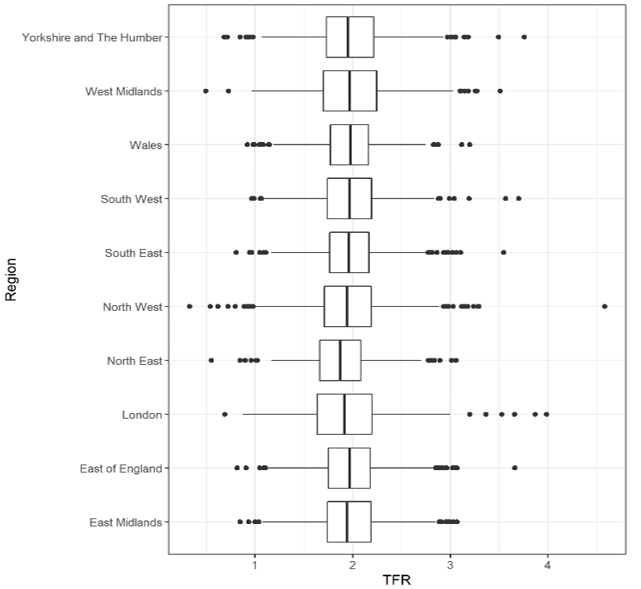 Yorkshire and The Humber
West Midlands
Wales
South West
South East
North West
North East
London
East of England
East Midlands
Region
1 2 3 4
TFR